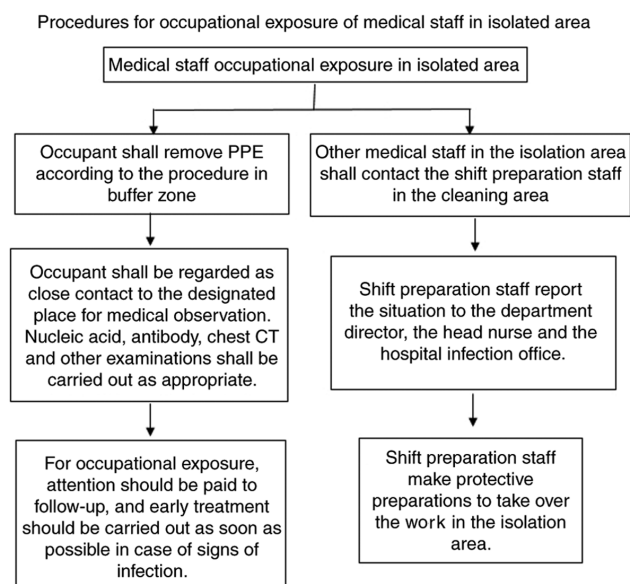 Procedures for occupational exposure of medical staff in isolated area
Medical staff occupational exposure in isolated area
Occupant shall remove PPE
according to the procedure in
buffer zone
Other medical staff in the isolation area
shall contact the shift preparation staff
in the cleaning area
Occupant shall be regarded as
close contact to the designated
place for medical observation.
Nucleic acid, antibody, chest CT
and other examinations shall be
carried out as appropriate.
Shift preparation staff report
the situation to the department
director, the head nurse and the
hospital infection office.
For occupational exposure,
attention should be paid to
follow-up, and early treatment
should be carried out as soon as
possible in case of signs of
infection.
Shift preparation staff
make protective
preparations to take over
the work in the isolation
area.